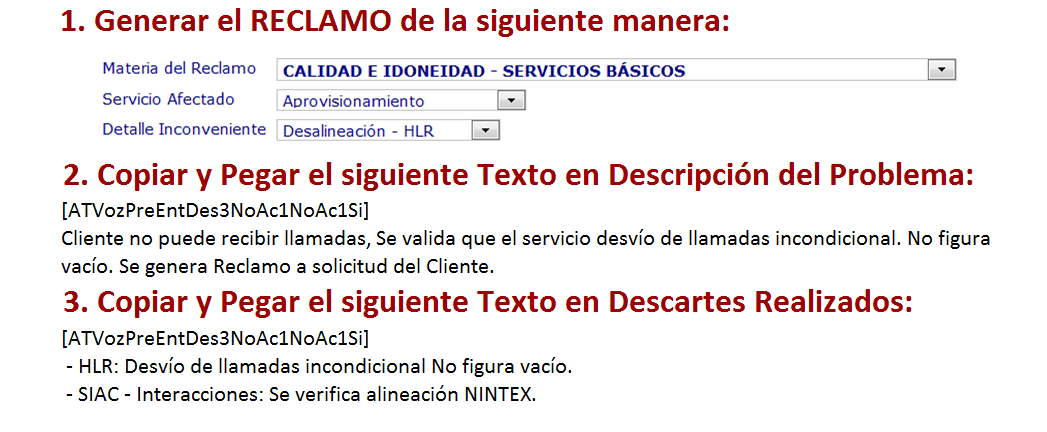 1. Generar el RECLAMO de la siguiente manera:
Materia del Reclamo CALIDAD E IDONEIDAD - SERVICIOS BÁSICOS
Servicio Afectado Aprovisionamiento
Detalle Inconveniente Desalineación - HLR
2. Copiar y Pegar el siguiente Texto en Descripción del Problema:
[ATVozPreEntDes3NoAc1NoAc1Si]
Cliente no puede recibir llamadas, Se valida que el servicio desvío de llamadas incondicional. No figura
vacío. Se genera Reclamo a solicitud del Cliente.
3. Copiar y Pegar el siguiente Texto en Descartes Realizados:
[ATVozPreEntDes3NoAc1NoAc1Si]
- HLR: Desvío de llamadas incondicional No figura vacío.
- SIAC - Interacciones: Se verifica alineación NINTEX.